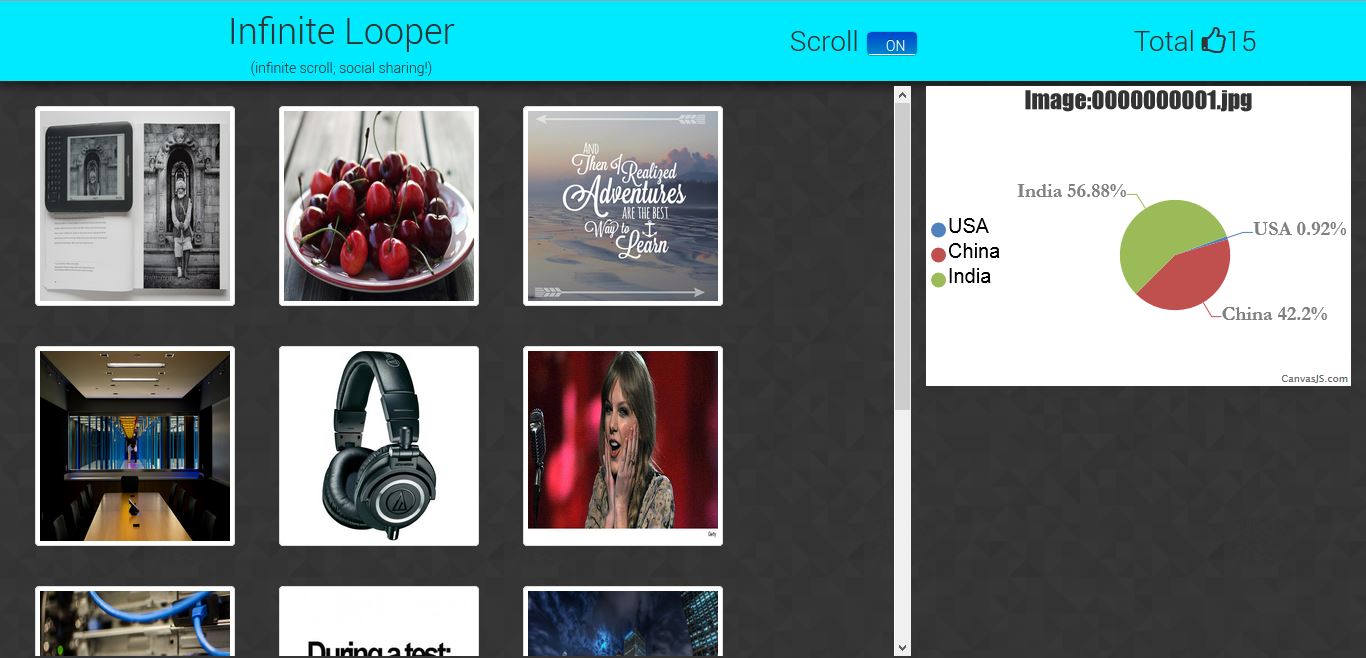 Infinite Looper
(infinite scroll; social sharing!)
Scroll ON
Total 15
AND
Then I Realized
Adventures
ARE THE BEST
Way to
Learn
During a test:
Image:0000000001.jpg
USA
China
India
India 56.88%
USA 0.92%
China 42.2%
CanvasJS.com